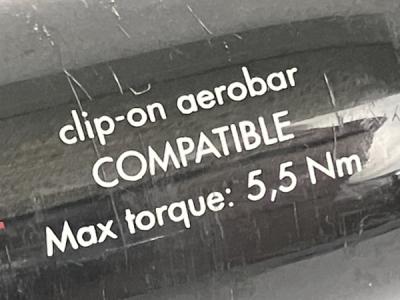 clip-on aerobar
COMPATIBLE
Max torque: 5,5 Nm